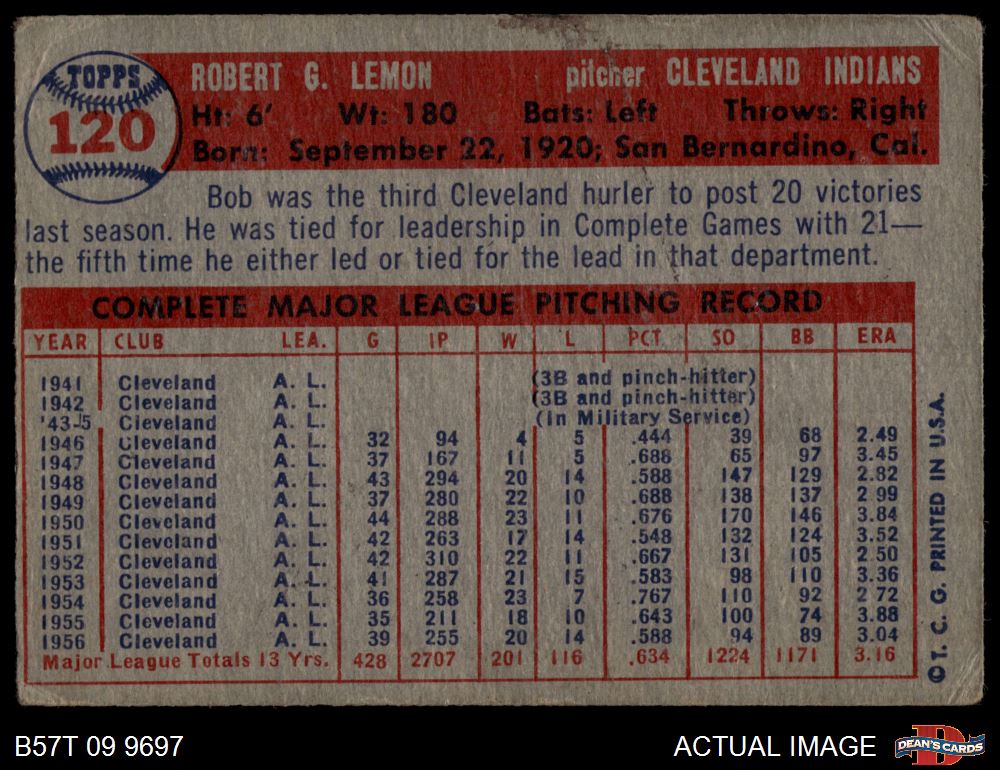 TOPPS
120
ROBERT G. LEMON pitcher CLEVELAND INDIANS
Ht: 6' Wt: 180 Bats: Left Throws: Right
Born: September 22, 1920; San Bernardino, Cal.
Bob was the third Cleveland hurler to post 20 victories
last season. He was tied for leadership in Complete Games with 21—
the fifth time he either led or tied for the lead in that department.
COMPLETE MAJOR LEAGUE PITCHING RECORD
YEAR CLUB LEA. G IP W L PCT. SO BB ERA
1941 Cleveland A. L. (3B and pinch-hitter)
1942 Cleveland A. L. (3B and pinch-hitter)
'43-5 Cleveland A. L. (In Military Service)
1946 Cleveland A. L. 32 94 4 5 .444 39 68 2.49
1947 Cleveland A. L. 37 167 11 5 .688 65 97 3.45
1948 Cleveland A. L. 43 294 20 14 .588 147 129 2.82
1949 Cleveland A. L. 37 280 22 10 .688 138 137 2.99
1950 Cleveland A. L. 44 288 23 11 .676 170 146 3.84
1951 Cleveland A. L. 42 263 17 14 .548 132 124 3.52
1952 Cleveland A. L. 42 310 22 11 .667 131 105 2.50
1953 Cleveland A. L. 41 287 21 15 .583 98 110 3.36
1954 Cleveland A. L. 36 258 23 7 .767 110 92 2.72
1955 Cleveland A. L. 35 211 18 10 .643 100 74 3.88
1956 Cleveland A. L. 39 255 20 14 .588 94 89 3.04
Major League Totals 13 Yrs. 428 2707 201 116 .634 1224 1171 3.16
© T. C. G. PRINTED IN U.S.A.
B57T 09 9697
ACTUAL IMAGE
D
DEAN'S CARDS